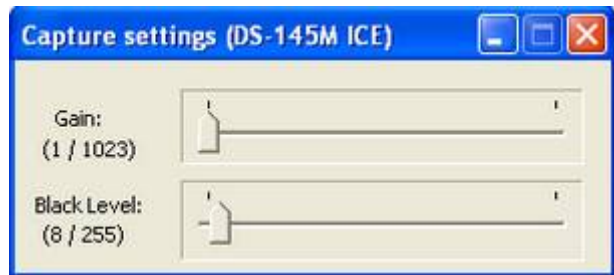 Capture settings (DS-145M ICE)
Gain:
(1 / 1023)
Black Level:
(8 / 255)